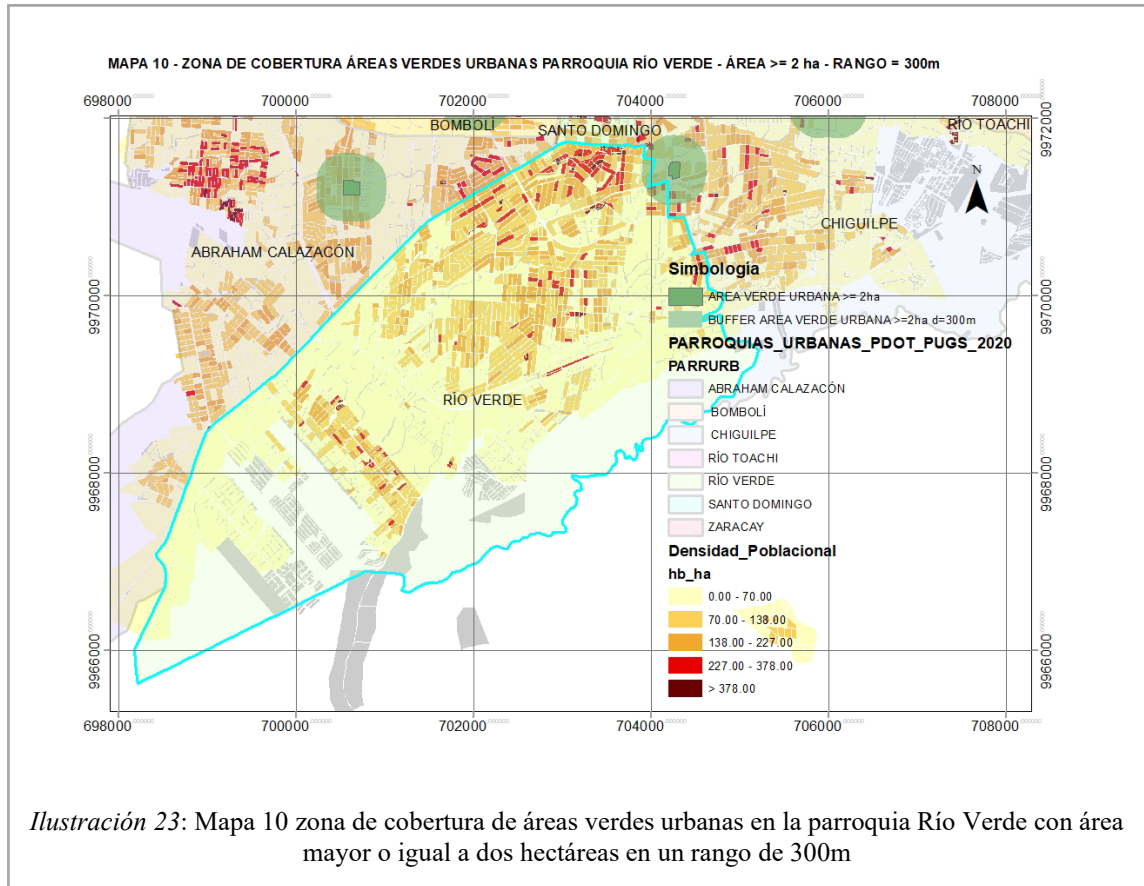 MAPA 10 - ZONA DE COBERTURA ÁREAS VERDES URBANAS PARROQUIA RÍO VERDE - ÁREA >= 2 ha - RANGO = 300m
698000 700000 702000 704000 706000 708000
BOMBOLÍ
SANTO DOMINGO
RÍO TOACHI
9972000
9972000
N
CHIGUILPE
ABRAHAM CALAZACÓN
Simbología
AREA VERDE URBANA >= 2ha
BUFFER AREA VERDE URBANA >=2ha d=300m
9970000
9970000
PARROQUIAS_URBANAS_PDOT_PUGS_2020
PARRURB
ABRAHAM CALAZACÓN
RÍO VERDE
BOMBOLÍ
CHIGUILPE
RÍO TOACHI
9968000
9968000
RÍO VERDE
SANTO DOMINGO
ZARACAY
Densidad_Poblacional
hb_ha
0.00 - 70.00
70.00 - 138.00
138.00 - 227.00
9966000
9966000
227.00 - 378.00
> 378.00
698000 700000 702000 704000 706000 708000
Ilustración 23: Mapa 10 zona de cobertura de áreas verdes urbanas en la parroquia Río Verde con área
mayor o igual a dos hectáreas en un rango de 300m